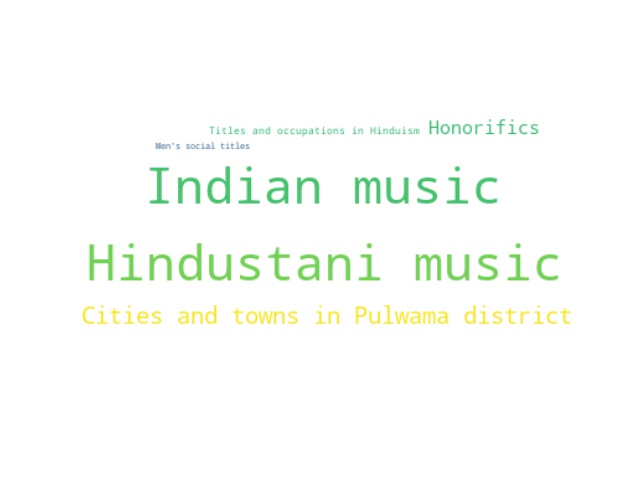 Titles and occupations in Hinduism Honorifics
Men's social titles
Indian music
Hindustani music
Cities and towns in Pulwama district